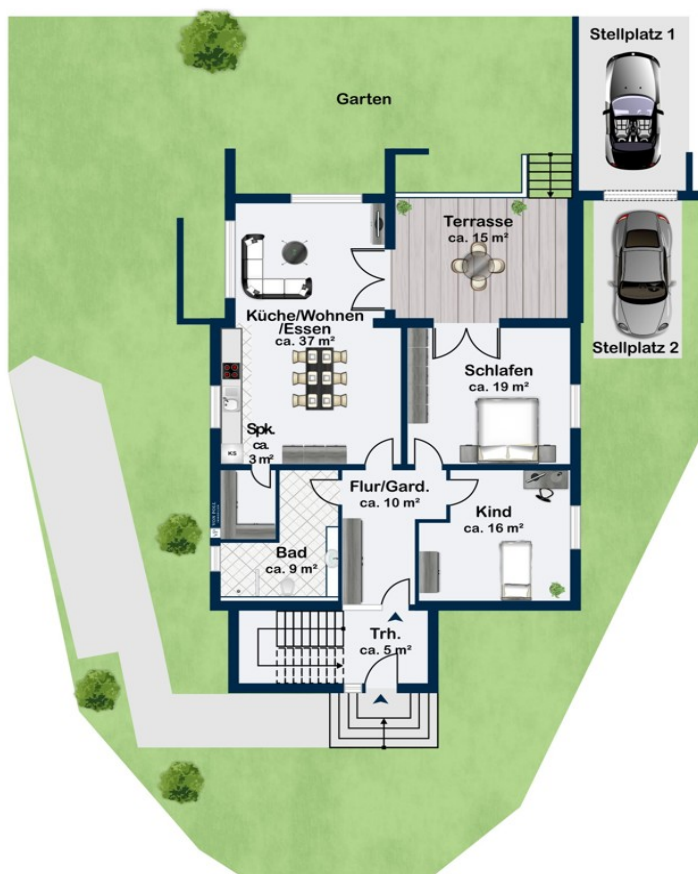 Stellplatz 1
Garten
Terrasse
ca. 15 m²
Küche/Wohnen
/Essen
ca. 37 m²
Stellplatz 2
Schlafen
ca. 19 m²
Spk.
ca.
3 m²
KS
Flur/Gard.
ca. 10 m²
Kind
ca. 16 m²
Bad
ca. 9 m²
Trh.
ca. 5 m²